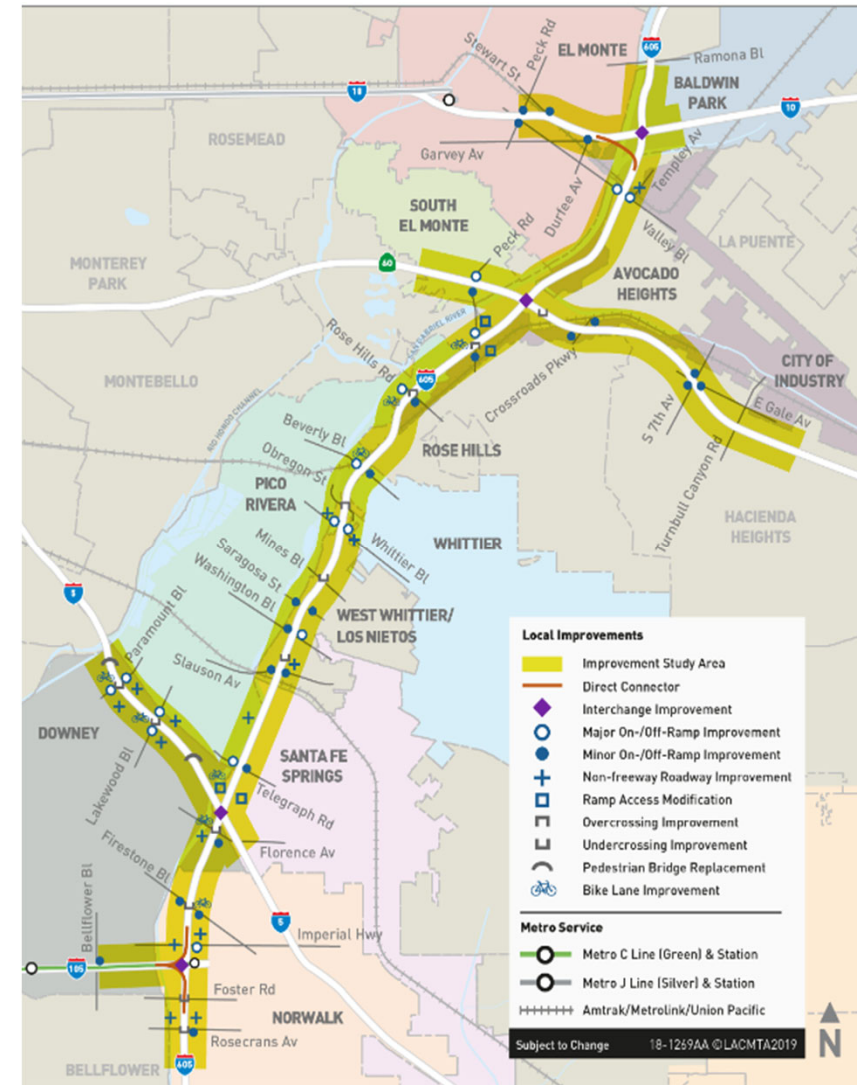 Stewart St
Peck Rd
EL MONTE
605
Ramona Bl
BALDWIN
PARK
10
10
ROSEMEAD
Garvey Av
Durfee Av
Temple Av
SOUTH
EL MONTE
Peck Rd
Valley Bl
LA PUENTE
60
MONTEREY
PARK
AVOCADO
HEIGHTS
SAN GABRIEL RIVER
Rose Hills Rd
605
Crossroads Pkwy
CITY OF
INDUSTRY
MONTEBELLO
RIO HONDO CHANNEL
S 7th Av
E Gale Av
Beverly Bl
ROSE HILLS
Obregon St
Turnbull Canyon Rd
PICO
RIVERA
HACIENDA
HEIGHTS
Mines Bl
Whittier Bl
WHITTIER
Saragosa St
Washington Bl
5
Paramount Bl
WEST WHITTIER/
LOS NIETOS
Slauson Av
DOWNEY
SANTA FE
SPRINGS
Lakewood Bl
Telegraph Rd
Florence Av
Firestone Bl
Bellflower Bl
5
Imperial Hwy
105
Foster Rd
NORWALK
Rosecrans Av
BELLFLOWER
605
Local Improvements
Improvement Study Area
Direct Connector
Interchange Improvement
Major On-/Off-Ramp Improvement
Minor On-/Off-Ramp Improvement
Non-freeway Roadway Improvement
Ramp Access Modification
Overcrossing Improvement
Undercrossing Improvement
Pedestrian Bridge Replacement
Bike Lane Improvement
Metro Service
Metro C Line (Green) & Station
Metro J Line (Silver) & Station
Amtrak/Metrolink/Union Pacific
Subject to Change 18-1269AA ©LACMTA2019
N